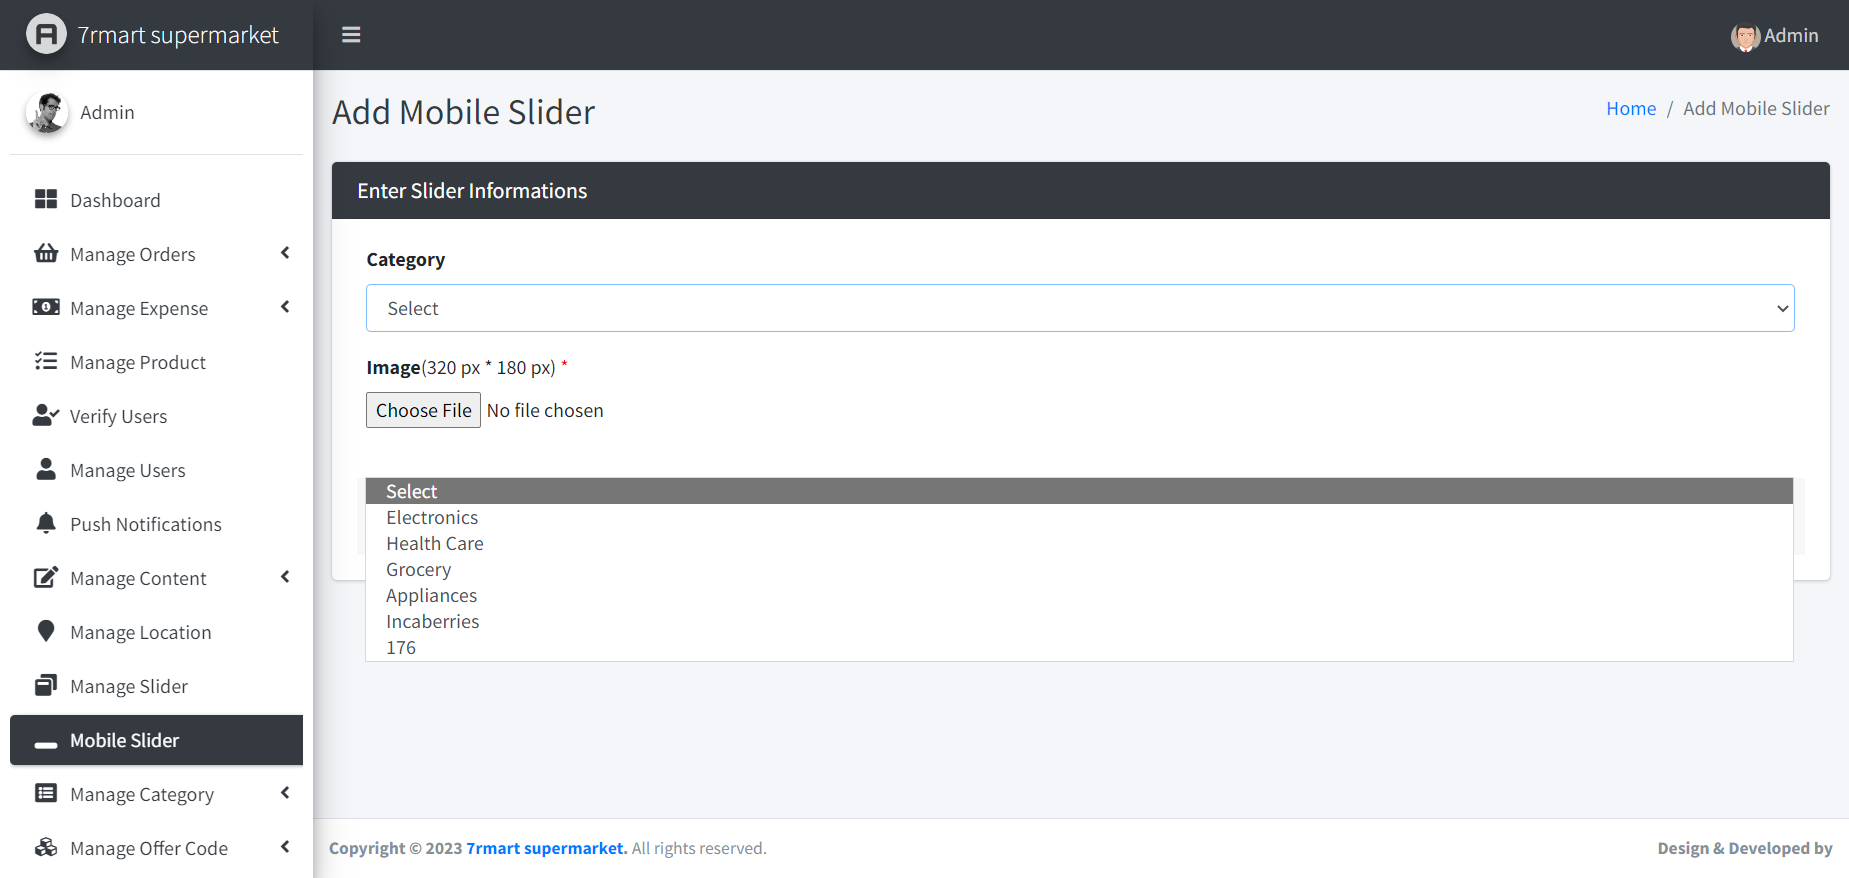 7rmart supermarket
Admin
Admin
Dashboard
Manage Orders
Manage Expense
Manage Product
Verify Users
Manage Users
Push Notifications
Manage Content
Manage Location
Manage Slider
Mobile Slider
Manage Category
Manage Offer Code
Add Mobile Slider
Home / Add Mobile Slider
Enter Slider Informations
Category
Select
Image(320 px * 180 px) *
Choose File No file chosen
Select
Electronics
Health Care
Grocery
Appliances
Incaberries
176
Copyright © 2023 7rmart supermarket. All rights reserved.
Design & Developed by